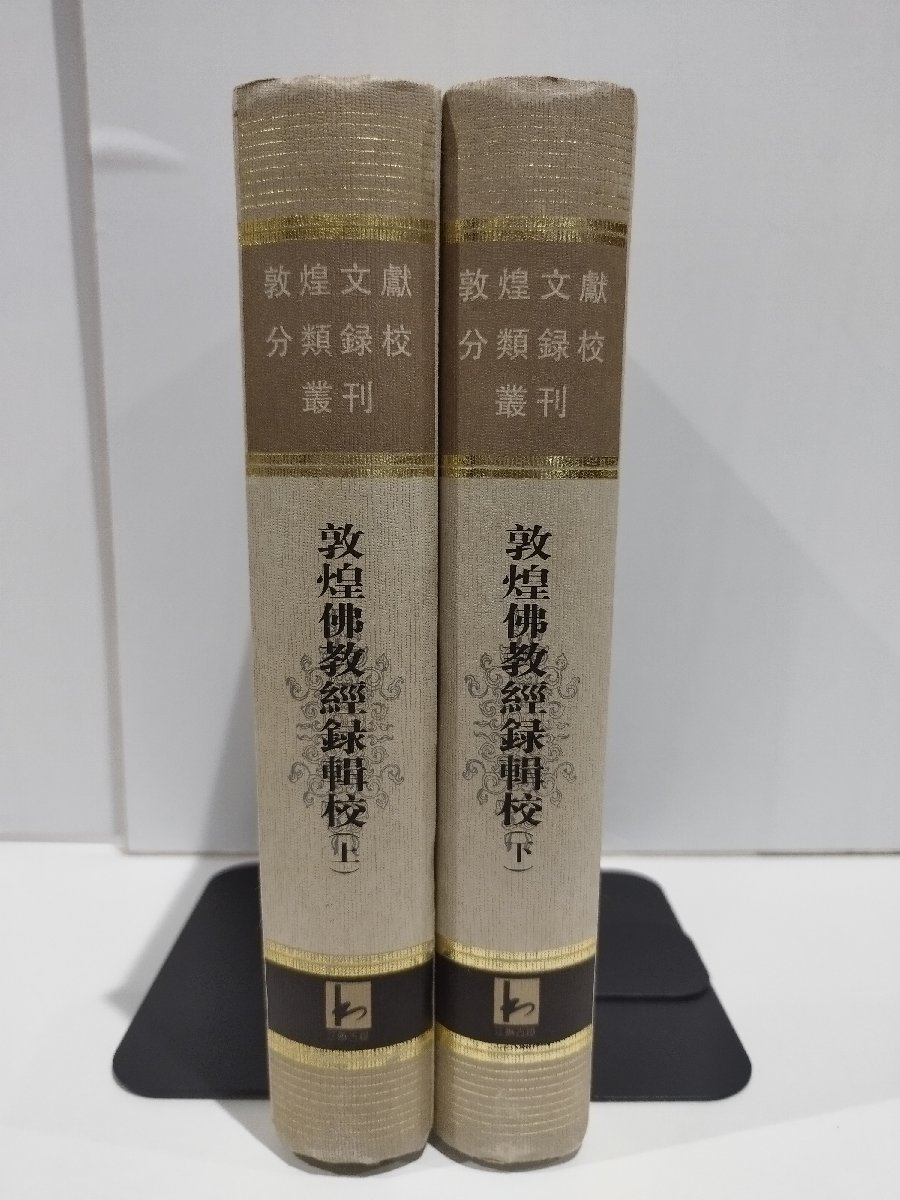 敦煌文獻
分類録校
叢刊
敦煌佛教經録輯校(上)
敦煌文獻
分類録校
叢刊
敦煌佛教經録輯校(下)